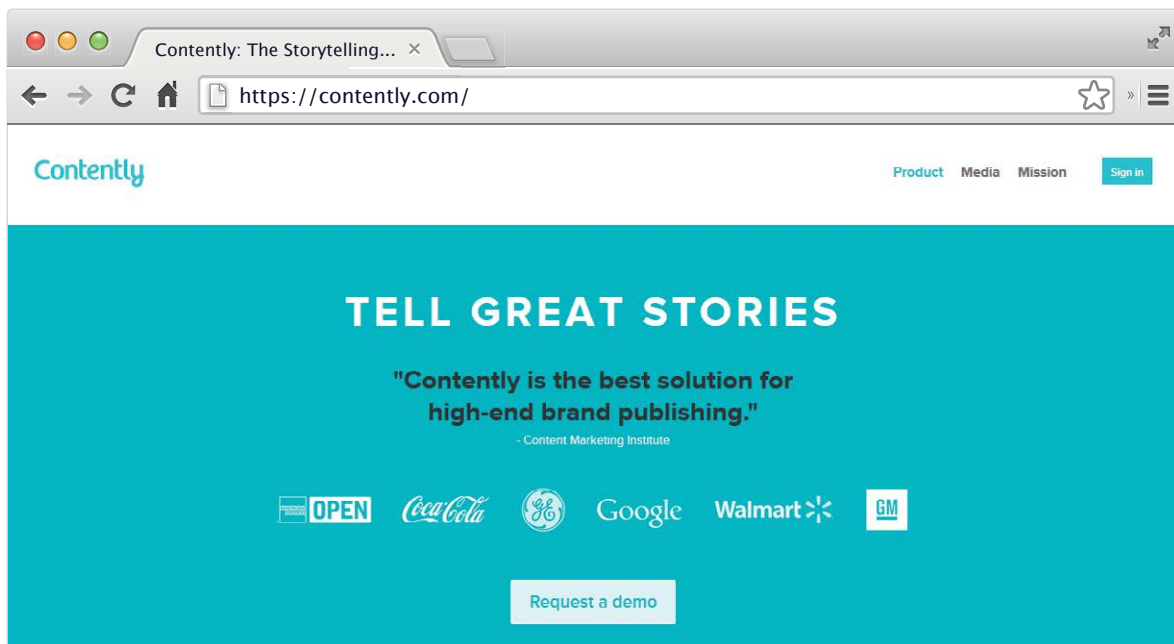 Contently: The Storytelling... ×
https://contently.com/
Contently
Product Media Mission Sign in
TELL GREAT STORIES
"Contently is the best solution for
high-end brand publishing."
- Content Marketing Institute
OPEN Coca-Cola GE Google Walmart GM
Request a demo